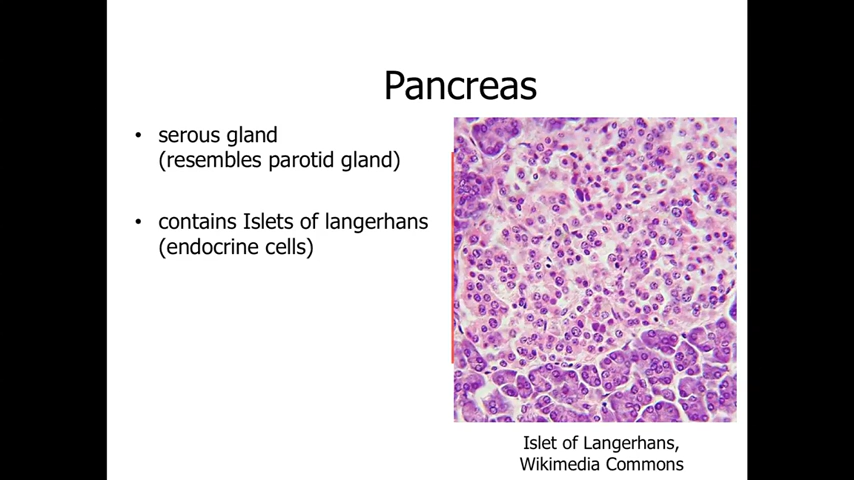 Pancreas
• serous gland
(resembles parotid gland)
• contains Islets of langerhans
(endocrine cells)
Islet of Langerhans,
Wikimedia Commons